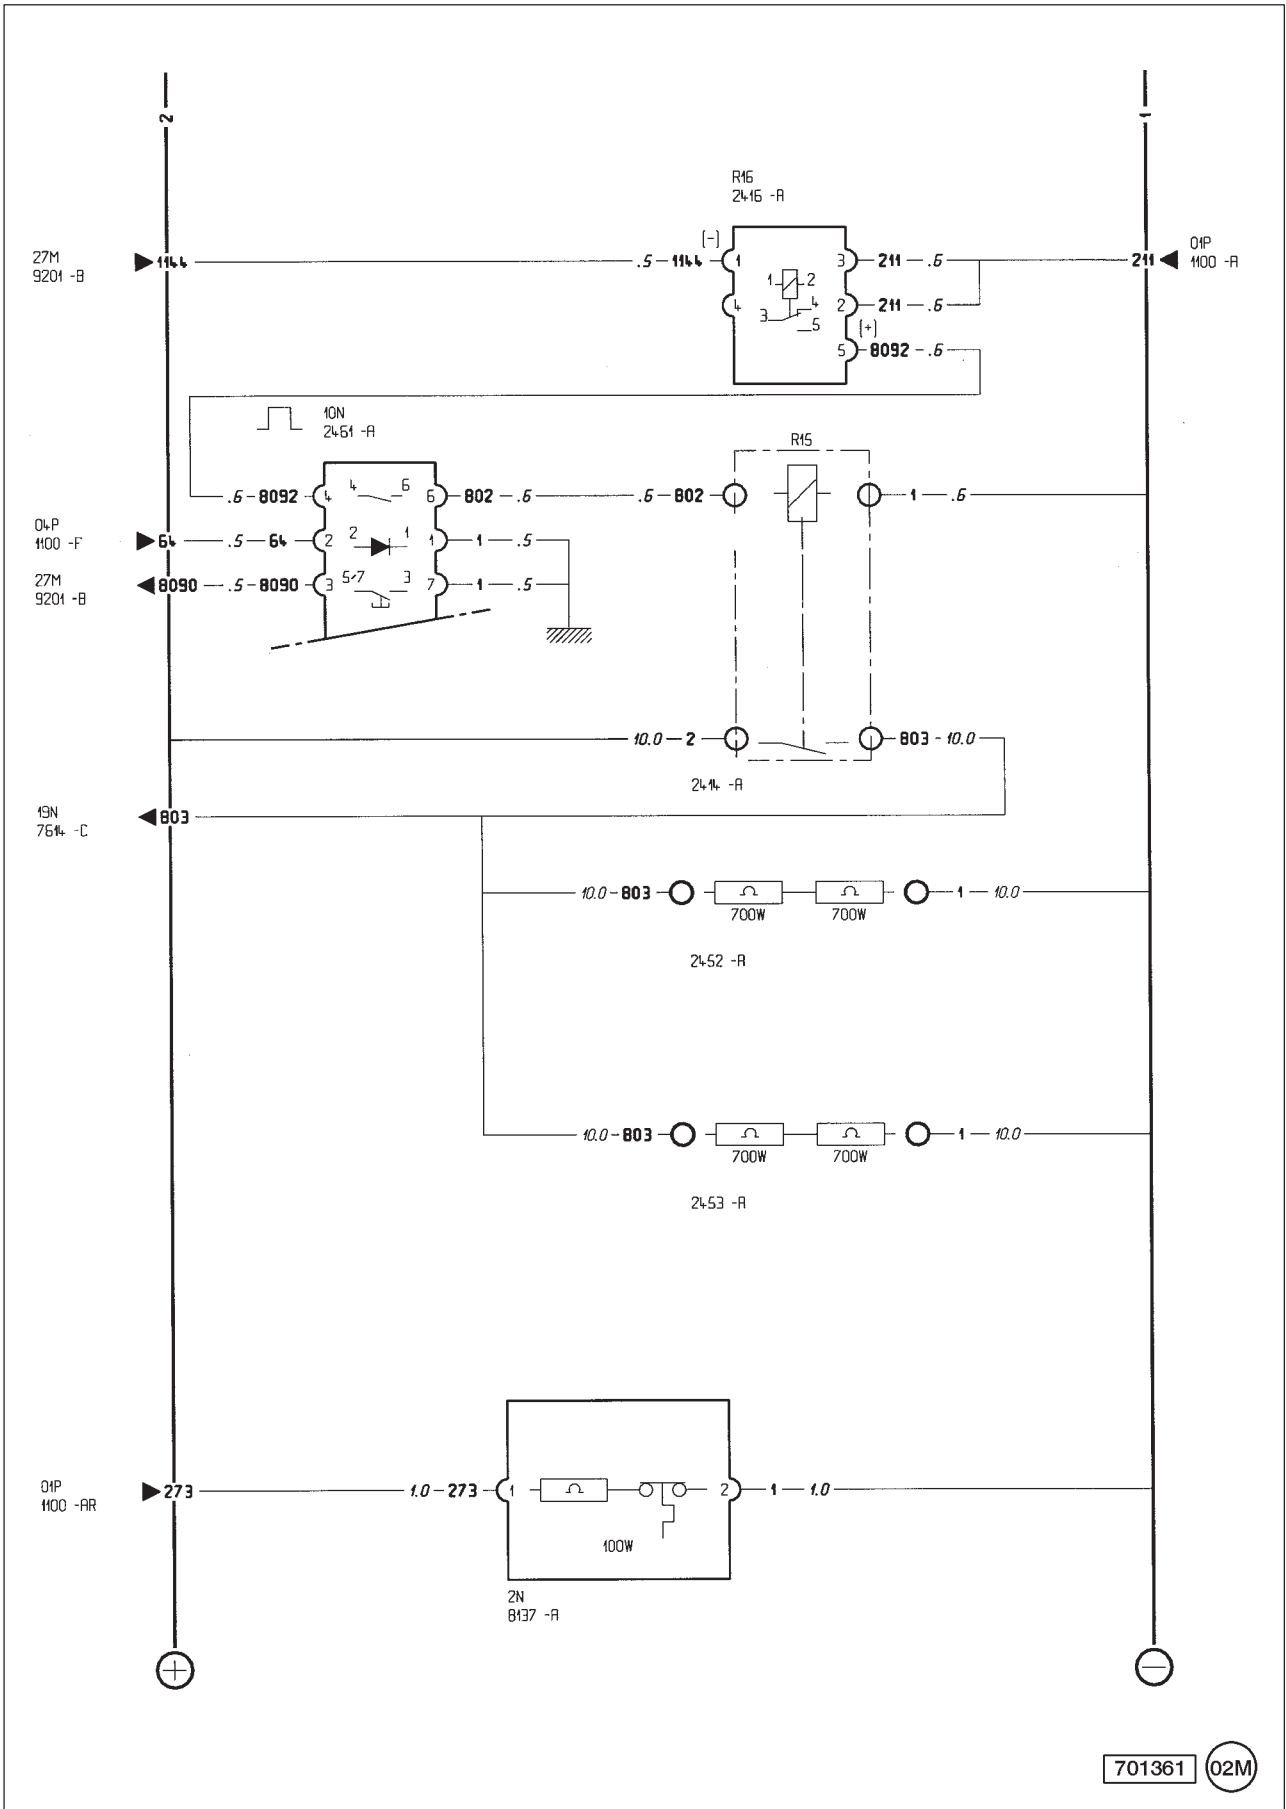 2
1
R16
2416 -A
27M
9201 -B
1144
.5 1144
(-)
1
3
211 .6
211
01P
1100 -A
1 2
4
3 4
5
2
211 .6
(+)
5
8092 .6
10N
2461 -A
R15
.6 8092
4
4 6
6
802 .6
.6 802
1 .6
04P
1100 -F
64
.5 64
2
2 1
1
1 .5
27M
9201 -B
8090
.5 8090
3
5/7 3
7
1 .5
10.0 2
803 10.0
2414 -A
19N
7614 -C
803
10.0 803
700W
700W
1 10.0
2452 -A
10.0 803
700W
700W
1 10.0
2453 -A
01P
1100 -AR
273
1.0 273
1
2
1 1.0
100W
2N
8137 -A
+
−
701361
02M